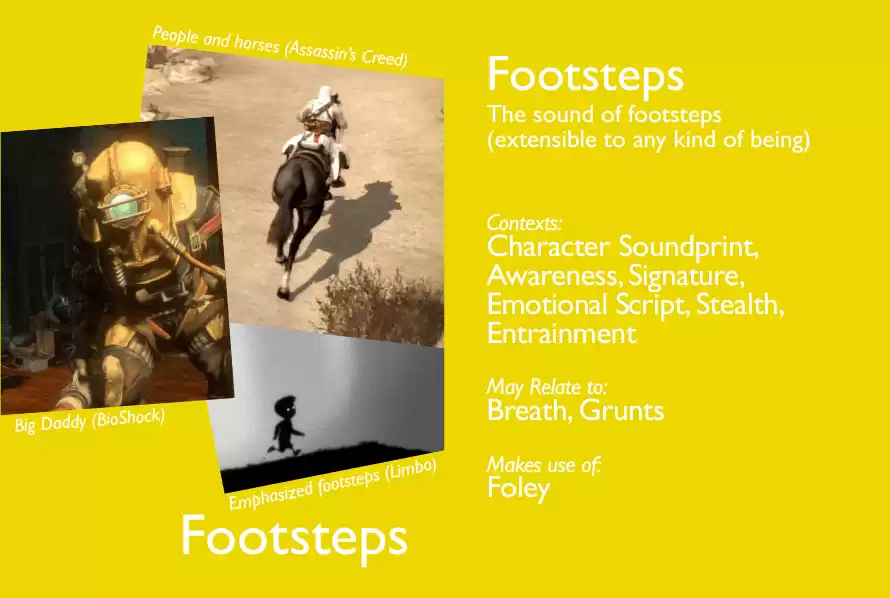 People and horses (Assassin's Creed)
Big Daddy (BioShock)
Emphasized footsteps (Limbo)
Footsteps
Footsteps
The sound of footsteps
(extensible to any kind of being)
Contexts:
Character Soundprint,
Awareness, Signature,
Emotional Script, Stealth,
Entrainment
May Relate to:
Breath, Grunts
Makes use of:
Foley